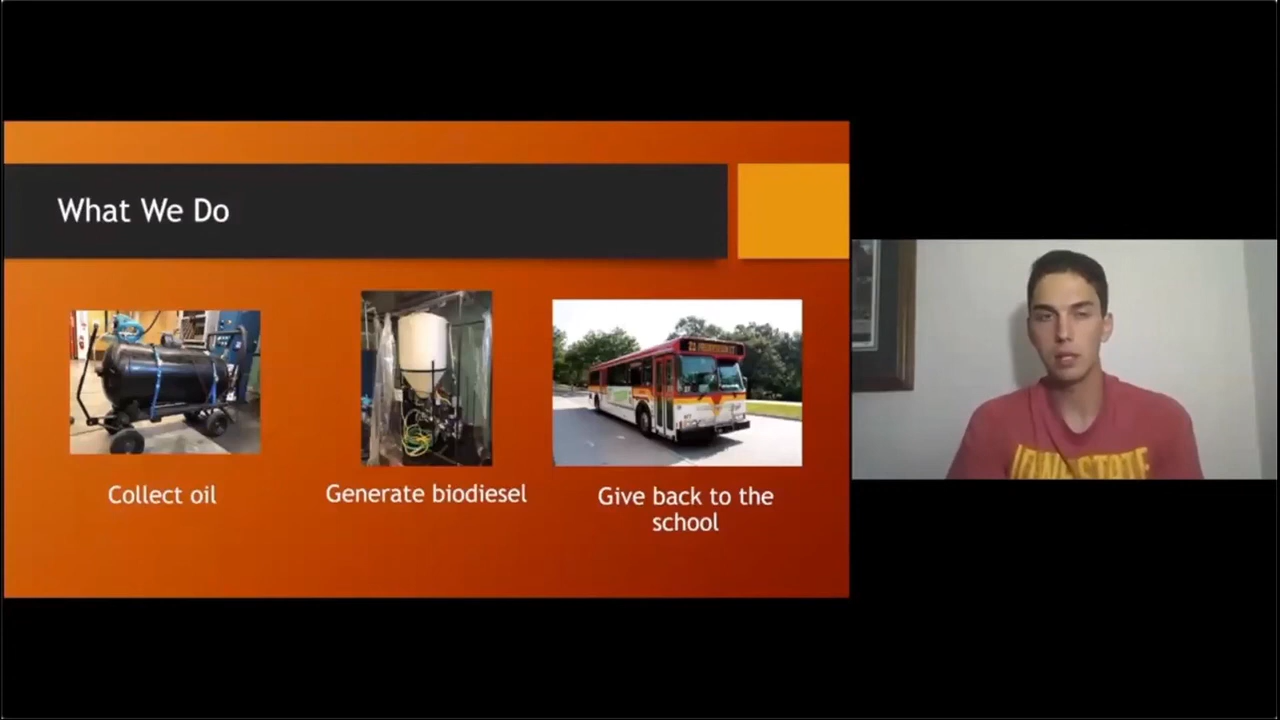 What We Do
Collect oil
Generate biodiesel
Give back to the
school
IOWA STATE